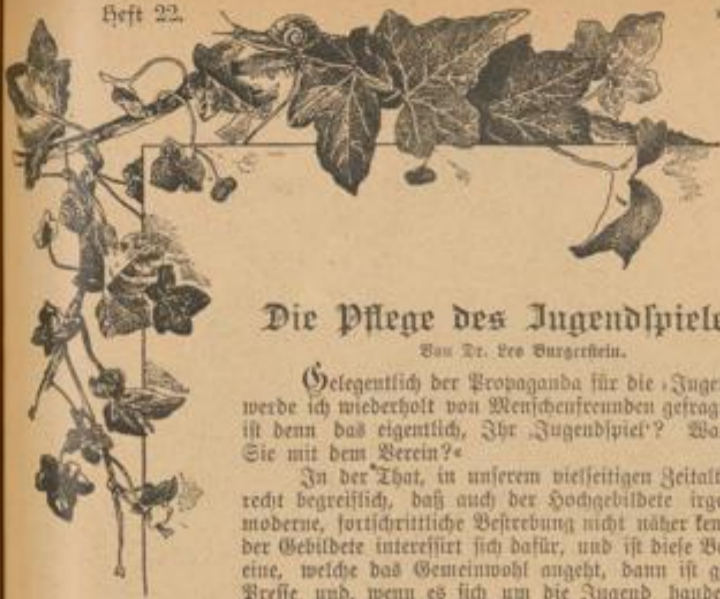 Heft 22.
Die Pflege des Jugendspiele
Von Dr. Leo Burgerstein.
Gelegentlich der Propaganda für die „Juge
werde ich wiederholt von Menschenfreunden gefrag
ist denn das eigentlich, Ihr ‚Jugendspiel‘? Wa
Sie mit dem Verein?«
In der That, in unserem vielseitigen Zeitalt
recht begreiflich, daß auch der Hochgebildete irge
moderne, fortschrittliche Bestrebung nicht näher ken
der Gebildete interessirt sich dafür, und ist diese Be
eine, welche das Gemeinwohl angeht, dann ist g
Presse und, wenn es sich um die Jugend hande